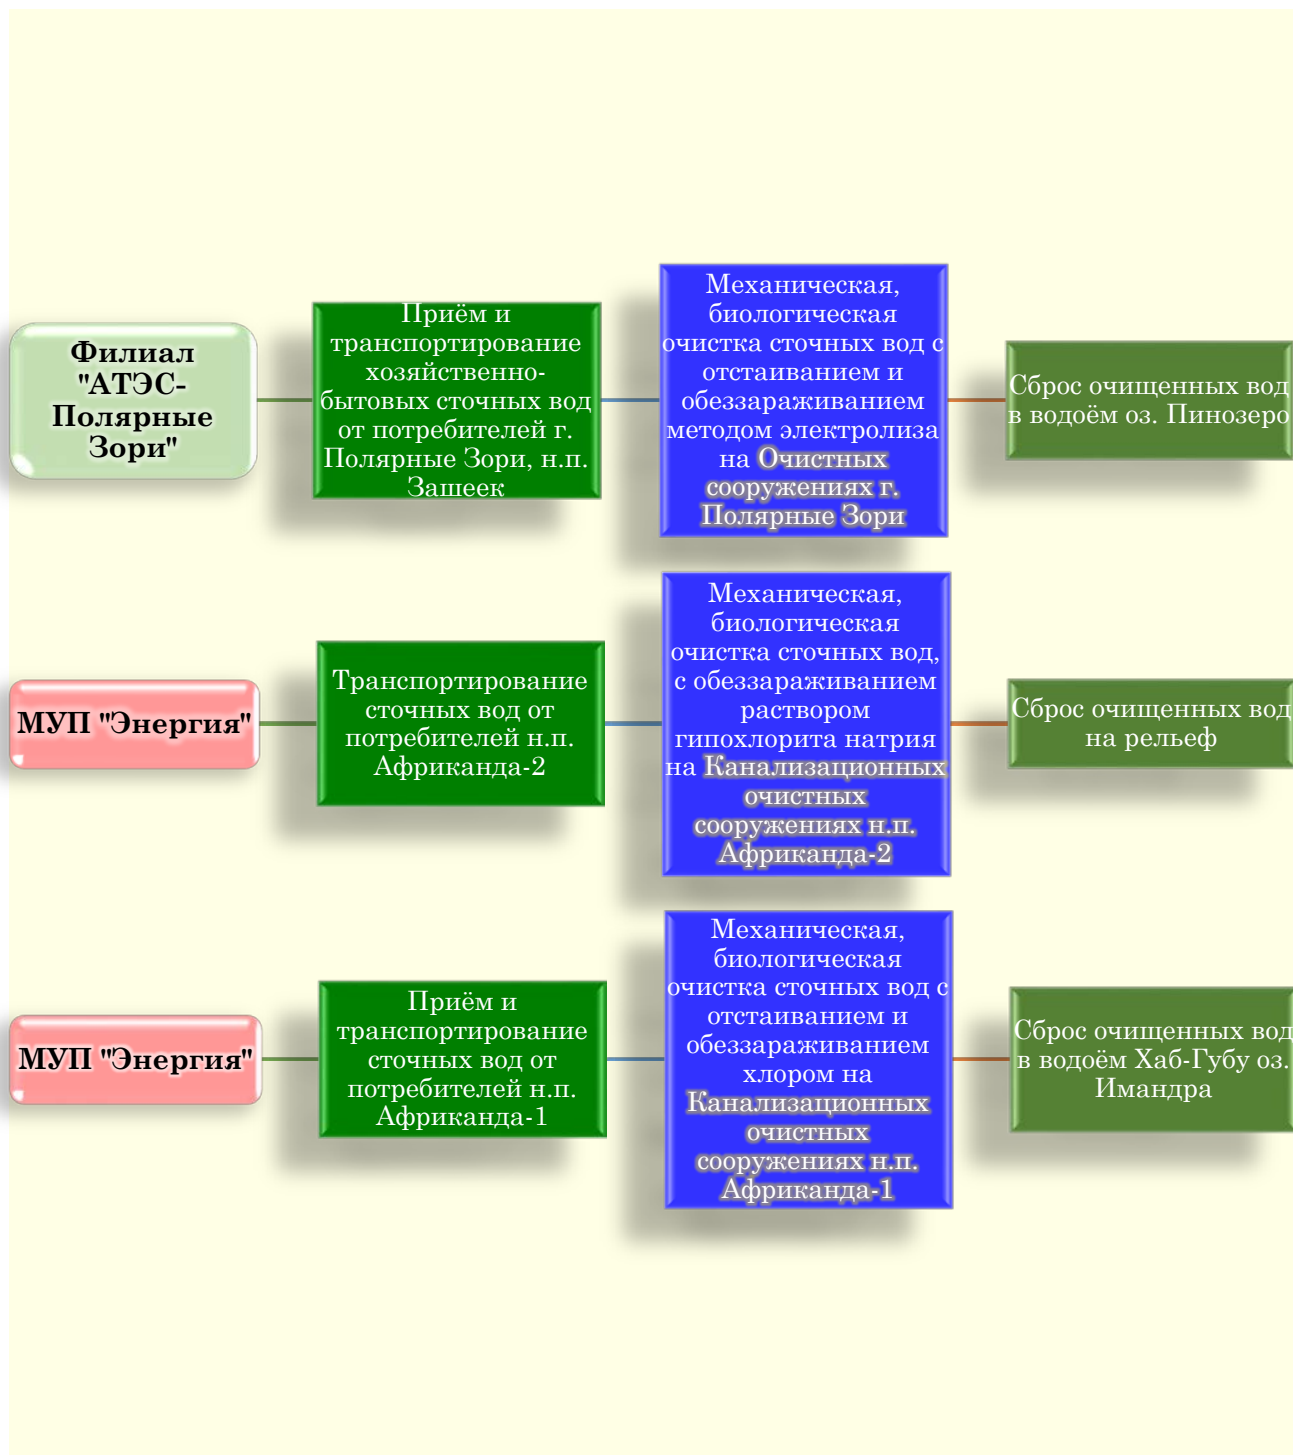 Филиал
"АТЭС-
Полярные
Зори"
Приём и
транспортирование
хозяйственно-
бытовых сточных вод
от потребителей г.
Полярные Зори, н.п.
Зашеек
Механическая,
биологическая
очистка сточных вод с
отстаиванием и
обеззараживанием
методом электролиза
на Очистных
сооружениях г.
Полярные Зори
Сброс очищенных вод
в водоём оз. Пинозеро
МУП "Энергия"
Транспортирование
сточных вод от
потребителей н.п.
Африканда-2
Механическая,
биологическая
очистка сточных вод,
с обеззараживанием
раствором
гипохлорита натрия
на Канализационных
очистных
сооружениях н.п.
Африканда-2
Сброс очищенных вод
на рельеф
МУП "Энергия"
Приём и
транспортирование
сточных вод от
потребителей н.п.
Африканда-1
Механическая,
биологическая
очистка сточных вод с
отстаиванием и
обеззараживанием
хлором на
Канализационных
очистных
сооружениях н.п.
Африканда-1
Сброс очищенных вод
в водоём Хаб-Губу оз.
Имандра